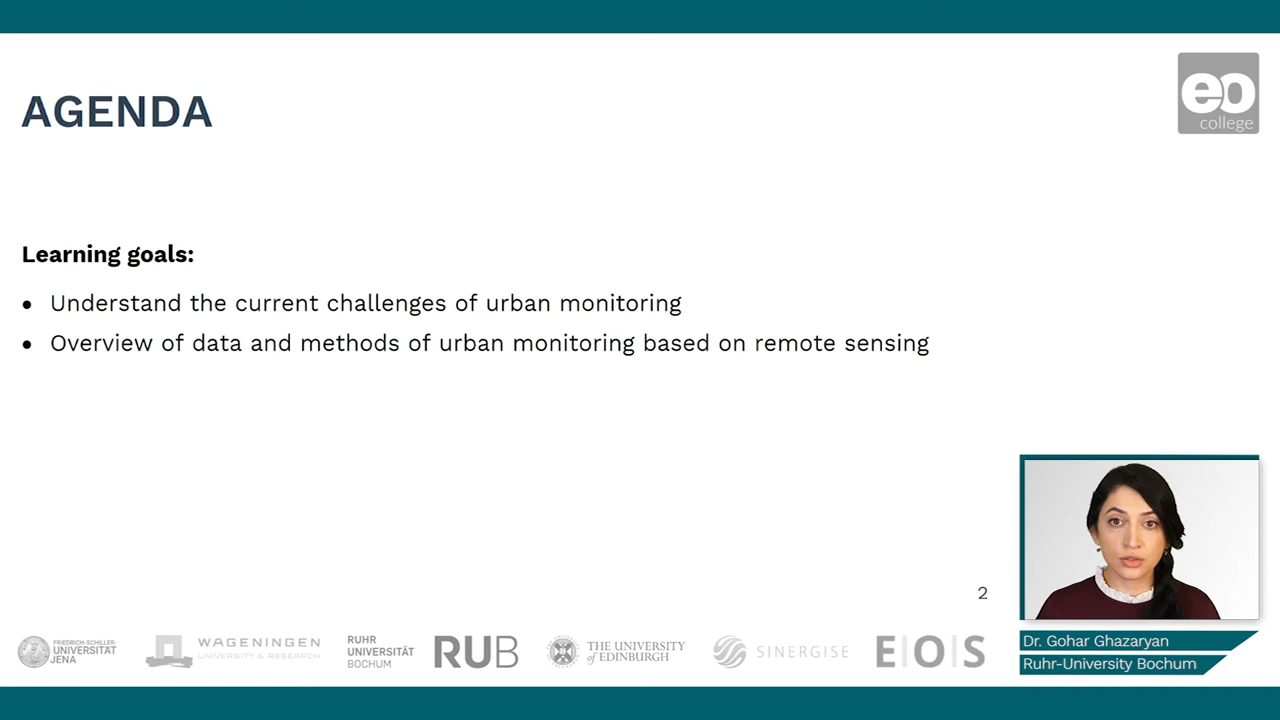 AGENDA
eo
college
Learning goals:
• Understand the current challenges of urban monitoring
• Overview of data and methods of urban monitoring based on remote sensing
2
FRIEDRICH-SCHILLER-
UNIVERSITÄT
JENA
WAGENINGEN
UNIVERSITY & RESEARCH
RUHR
UNIVERSITÄT
BOCHUM
RUB
THE UNIVERSITY
of EDINBURGH
SINERGISE
E|O|S
Dr. Gohar Ghazaryan
Ruhr-University Bochum